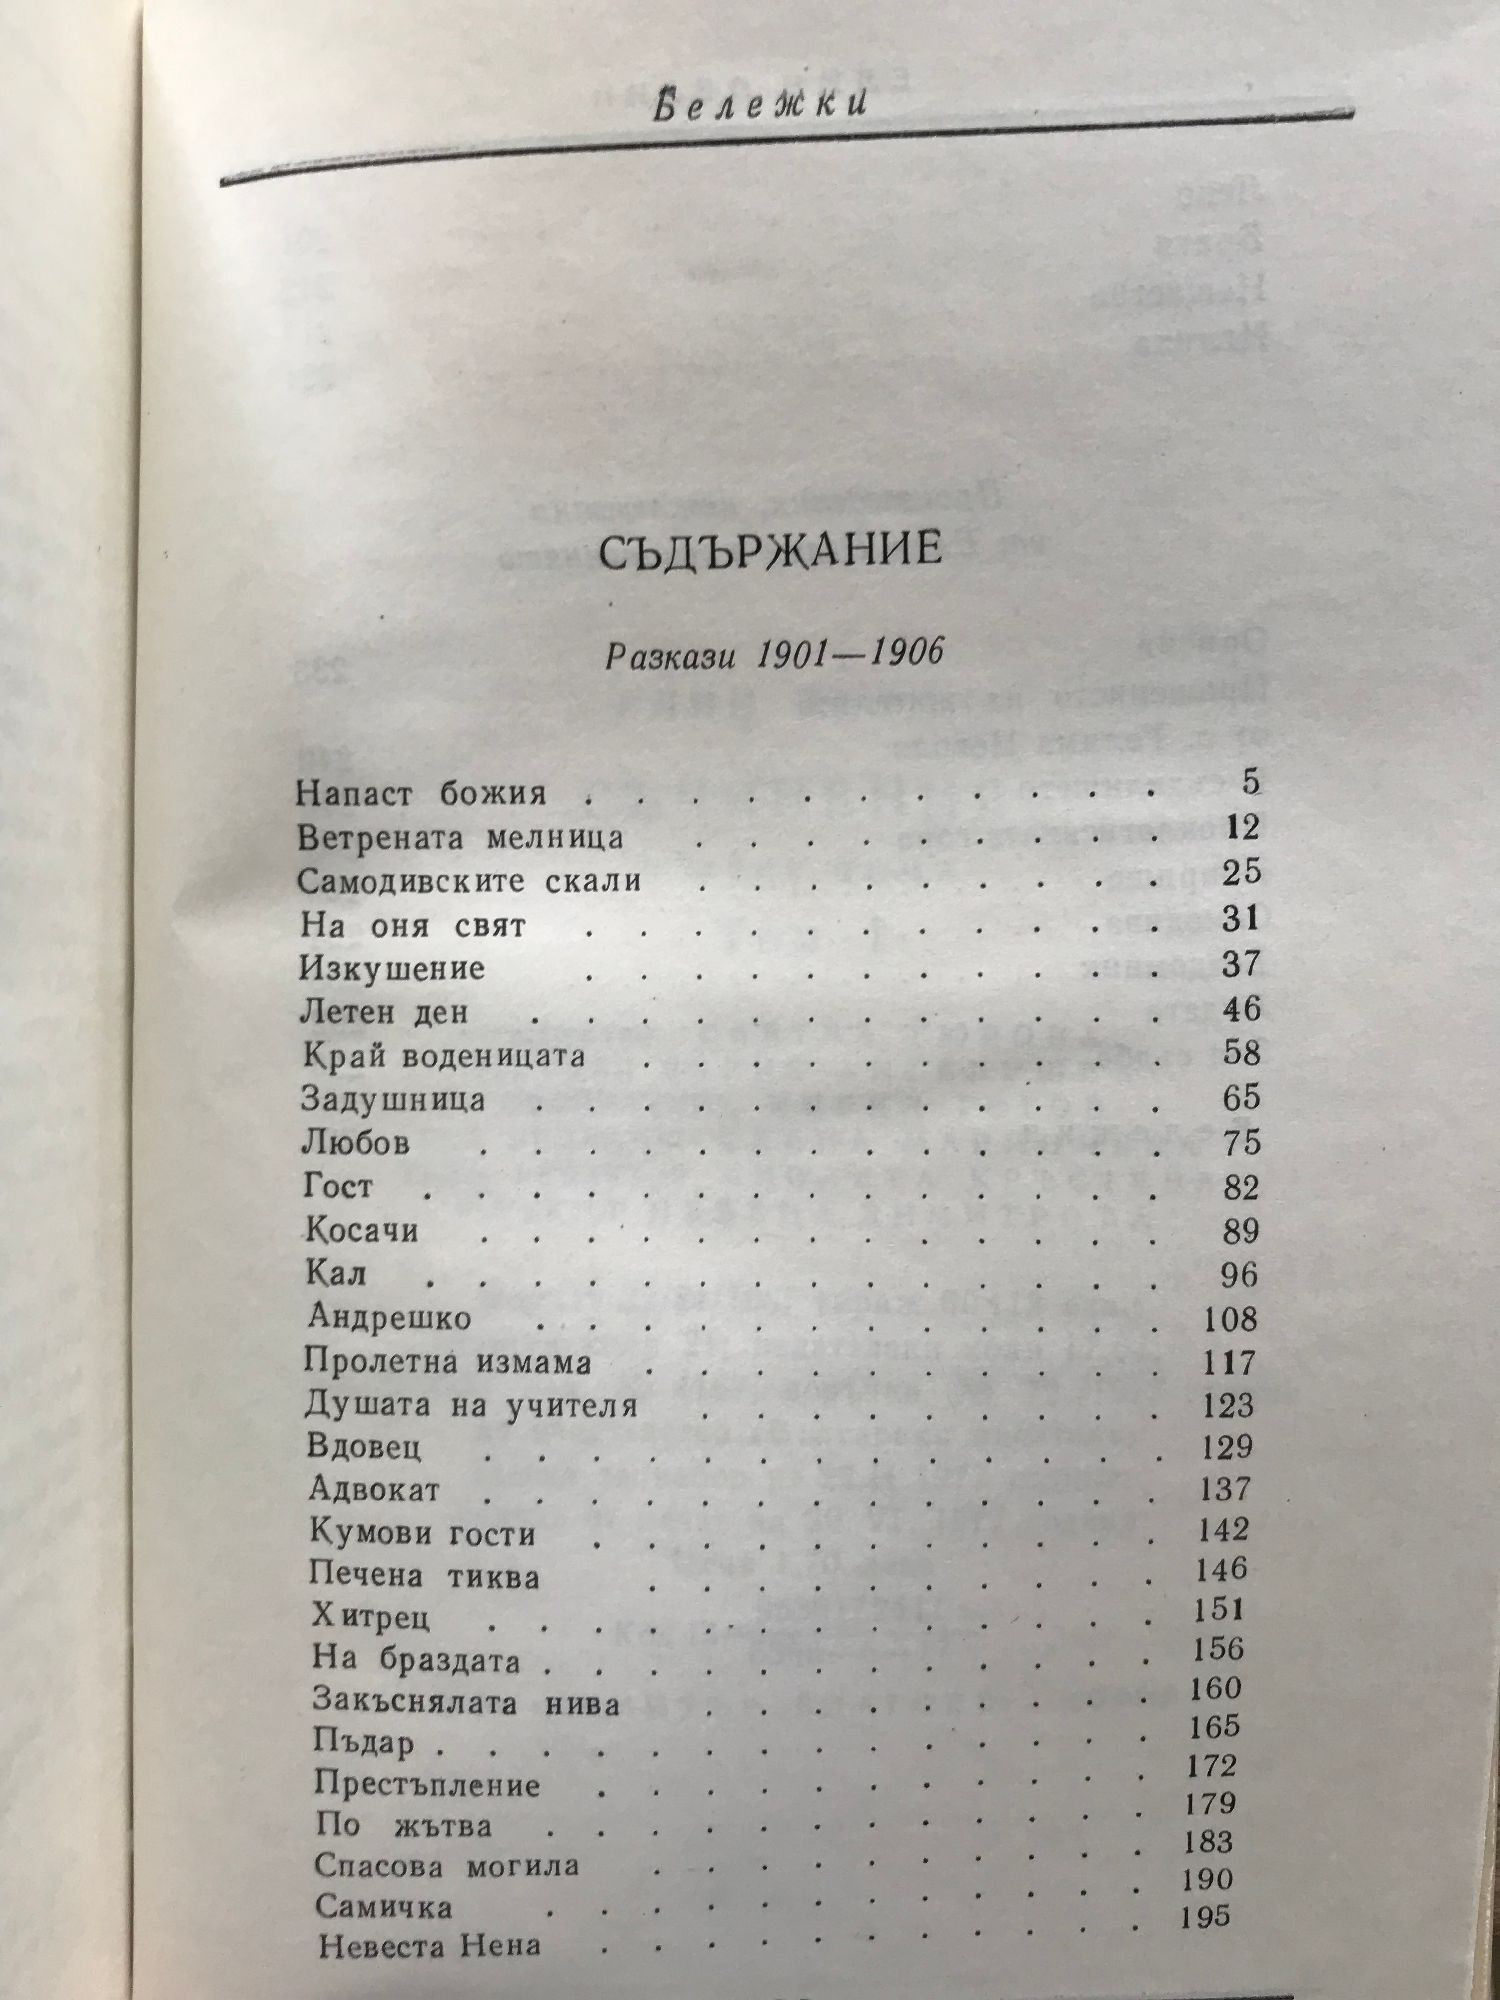 Бележки
СЪДЪРЖАНИЕ
Разкази 1901—1906
Напаст божия . . . . . . . . . . . 5
Ветрената мелница . . . . . . . . . 12
Самодивските скали . . . . . . . . . 25
На оня свят . . . . . . . . . . . 31
Изкушение . . . . . . . . . . . 37
Летен ден . . . . . . . . . . . . 46
Край воденицата . . . . . . . . . . 58
Задушница . . . . . . . . . . . . 65
Любов . . . . . . . . . . . . . 75
Гост . . . . . . . . . . . . . . 82
Косачи . . . . . . . . . . . . . 89
Кал . . . . . . . . . . . . . . 96
Андрешко . . . . . . . . . . . . 108
Пролетна измама . . . . . . . . . . 117
Душата на учителя . . . . . . . . . 123
Вдовец . . . . . . . . . . . . . 129
Адвокат . . . . . . . . . . . . . 137
Кумови гости . . . . . . . . . . . 142
Печена тиква . . . . . . . . . . 146
Хитрец . . . . . . . . . . . . . 151
На браздата . . . . . . . . . . . . 156
Закъснялата нива . . . . . . . . . 160
Пъдар . . . . . . . . . . . . . . 165
Престъпление . . . . . . . . . . . 172
По жътва . . . . . . . . . . . . 179
Спасова могила . . . . . . . . . . 183
Самичка . . . . . . . . . . . . 190
Невеста Нена . . . . . . . . . . . 195